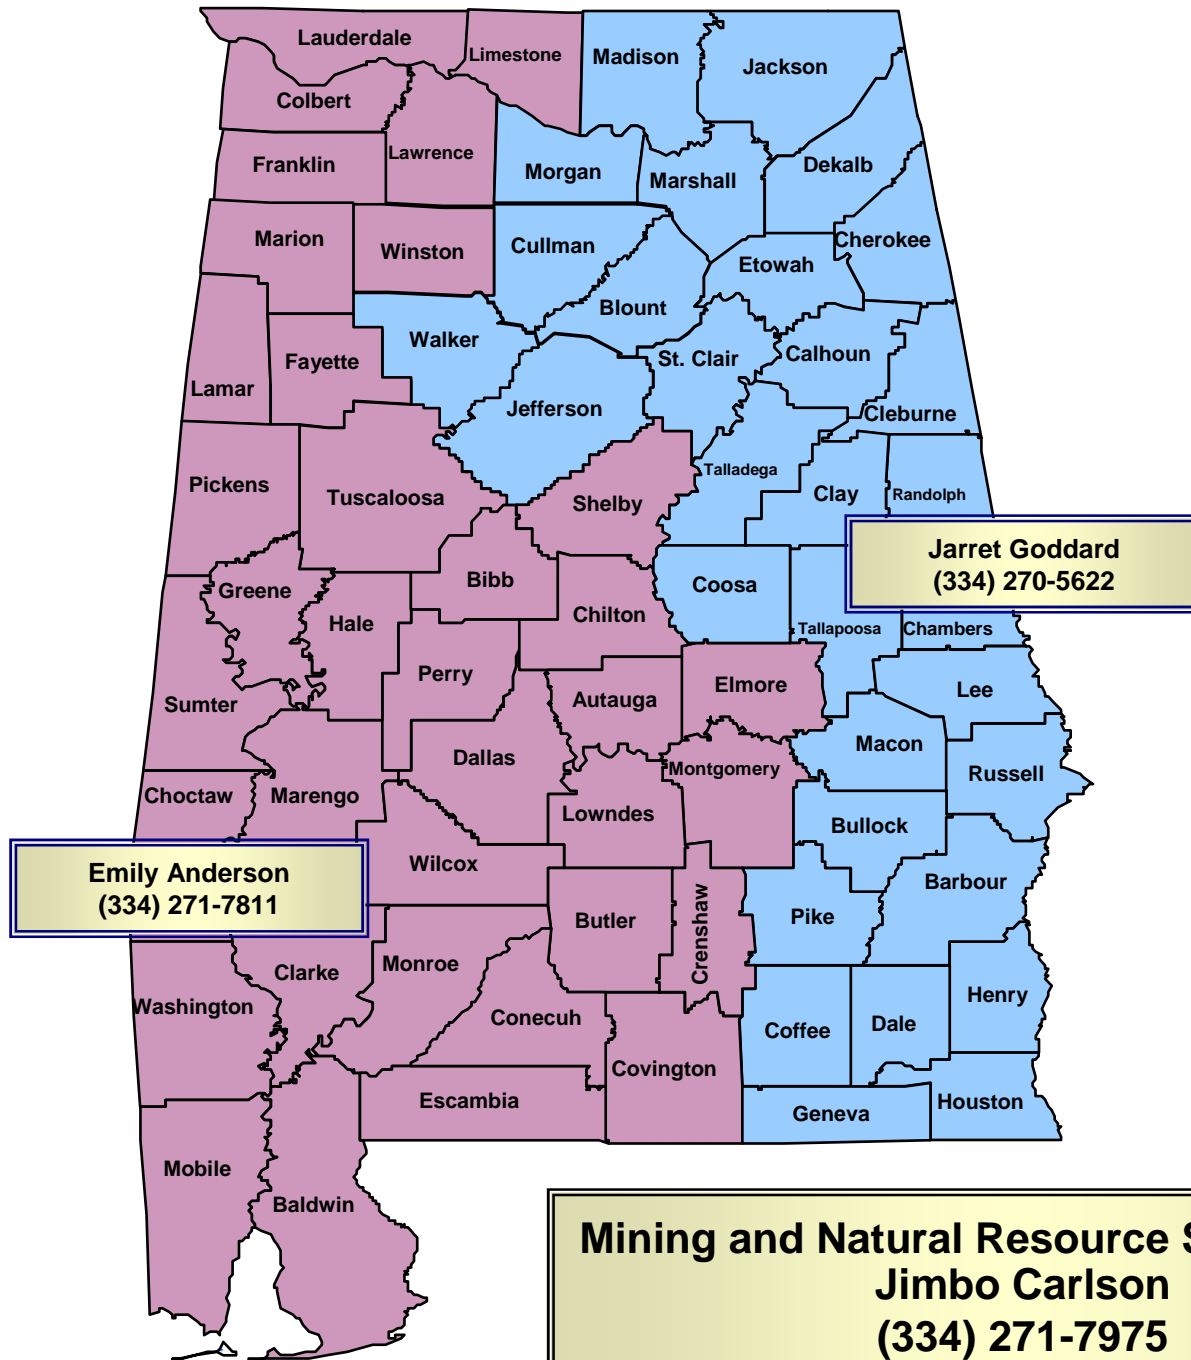 Lauderdale
Limestone
Madison
Jackson
Colbert
Lawrence
Franklin
Morgan
Marshall
Dekalb
Marion
Winston
Cullman
Cherokee
Etowah
Blount
Walker
St. Clair
Calhoun
Fayette
Lamar
Jefferson
Cleburne
Pickens
Tuscaloosa
Shelby
Talladega
Clay
Randolph
Jarret Goddard
(334) 270-5622
Greene
Bibb
Coosa
Hale
Chilton
Tallapoosa
Chambers
Perry
Elmore
Lee
Sumter
Autauga
Dallas
Macon
Montgomery
Russell
Choctaw
Marengo
Lowndes
Bullock
Emily Anderson
(334) 271-7811
Wilcox
Barbour
Butler
Crenshaw
Pike
Clarke
Monroe
Washington
Conecuh
Henry
Coffee
Dale
Covington
Escambia
Geneva
Houston
Mobile
Baldwin
Mining and Natural Resource
Jimbo Carlson
(334) 271-7975